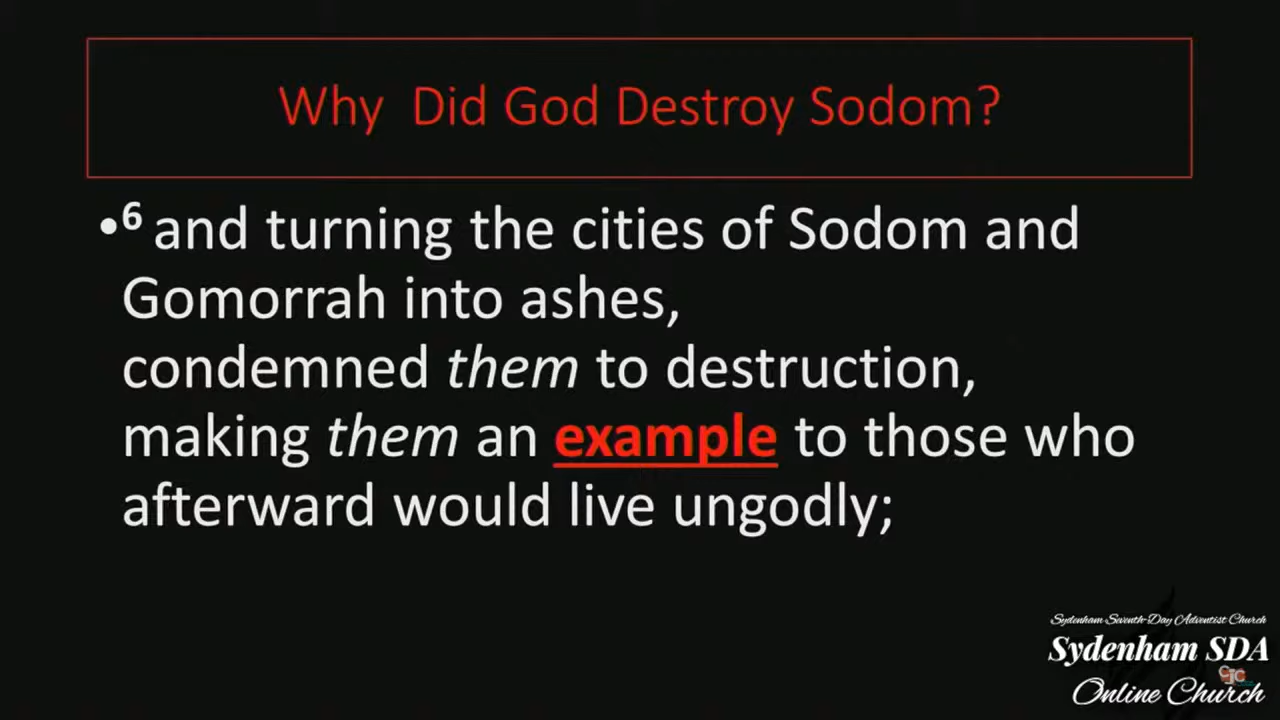 Why Did God Destroy Sodom?
•6 and turning the cities of Sodom and
Gomorrah into ashes,
condemned them to destruction,
making them an example to those who
afterward would live ungodly;
Sydenham Seventh-Day Adventist Church
Sydenham SDA
Online Church